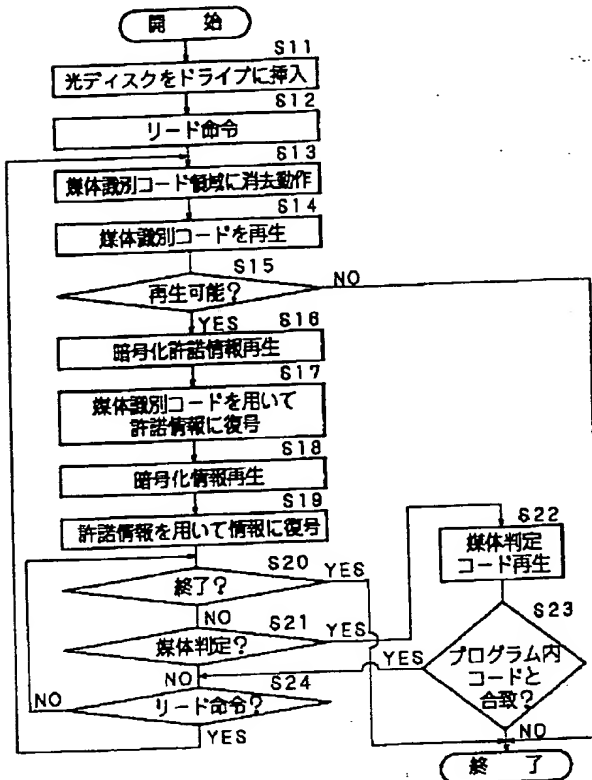 開 始
S11
光ディスクをドライブに挿入
S12
リード命令
S13
媒体識別コード領域に消去動作
S14
媒体識別コードを再生
S15
再生可能?
NO
YES
S16
暗号化許諾情報再生
S17
媒体識別コードを用いて
許諾情報に復号
S18
暗号化情報再生
S19
許諾情報を用いて情報に復号
S20
終了?
YES
NO
S21
媒体判定?
YES
NO
S22
媒体判定
コード再生
S23
プログラム内
コードと
合致?
YES
NO
S24
リード命令?
NO
YES
終 了